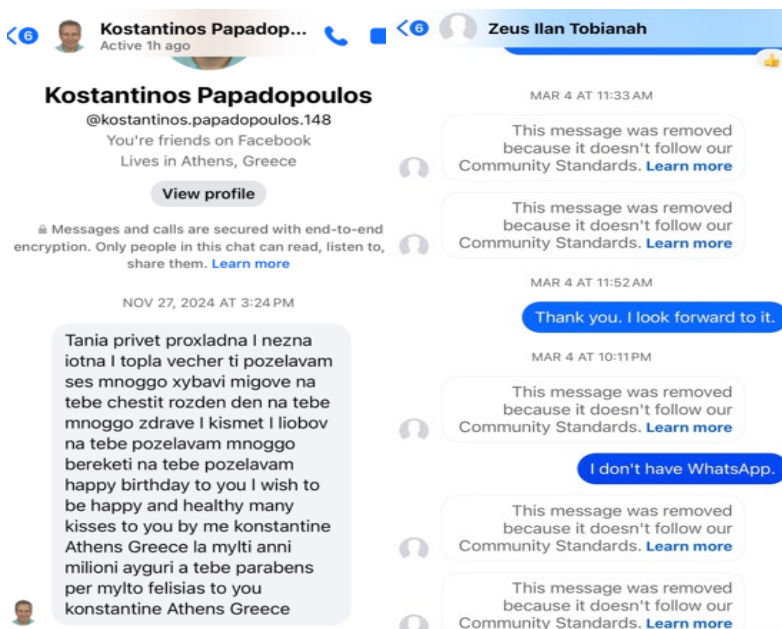 6
Kostantinos Papadop...
Active 1h ago
Kostantinos Papadopoulos
@kostantinos.papadopoulos.148
You're friends on Facebook
Lives in Athens, Greece
View profile
Messages and calls are secured with end-to-end
encryption. Only people in this chat can read, listen to,
share them. Learn more
NOV 27, 2024 AT 3:24 PM
Tania privet proxladna I nezna
iotna I topla vecher ti pozelavam
ses mnoggo xybavi migove na
tebe chestit rozden den na tebe
mnoggo zdrave I kismet I liobov
na tebe pozelavam mnoggo
bereketi na tebe pozelavam
happy birthday to you I wish to
be happy and healthy many
kisses to you by me konstantine
Athens Greece la mylti anni
milioni ayguri a tebe parabens
per mylto felisias to you
konstantine Athens Greece
6
Zeus Ilan Tobianah
MAR 4 AT 11:33 AM
This message was removed
because it doesn't follow our
Community Standards. Learn more
This message was removed
because it doesn't follow our
Community Standards. Learn more
MAR 4 AT 11:52 AM
Thank you. I look forward to it.
MAR 4 AT 10:11 PM
This message was removed
because it doesn't follow our
Community Standards. Learn more
I don't have WhatsApp.
This message was removed
because it doesn't follow our
Community Standards. Learn more
This message was removed
because it doesn't follow our
Community Standards. Learn more